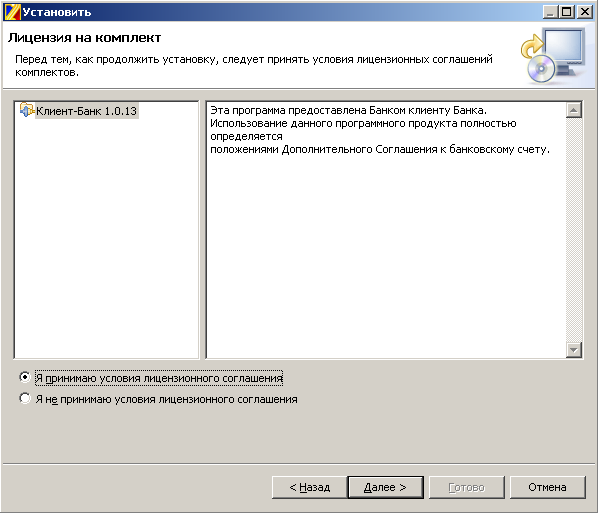 Установить
Лицензия на комплект
Перед тем, как продолжить установку, следует принять условия лицензионных соглашений
комплектов.
Клиент-Банк 1.0.13
Эта программа предоставлена Банком клиенту Банка.
Использование данного программного продукта полностью
определяется
положениями Дополнительного Соглашения к банковскому счету.
Я принимаю условия лицензионного соглашения
Я не принимаю условия лицензионного соглашения
< Назад
Далее >
Готово
Отмена